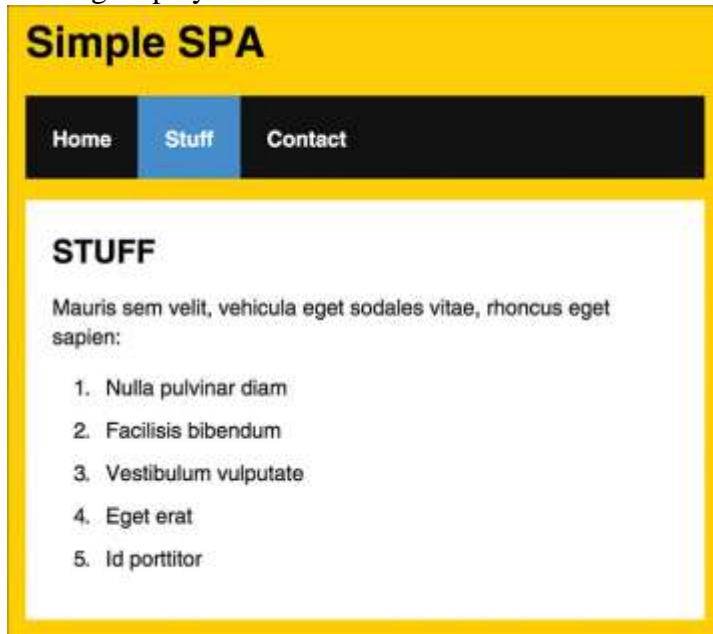 Simple SPA
Home Stuff Contact
STUFF
Mauris sem velit, vehicula eget sodales vitae, rhoncus eget
sapien:
1. Nulla pulvinar diam
2. Facilisis bibendum
3. Vestibulum vulputate
4. Eget erat
5. Id porttitor